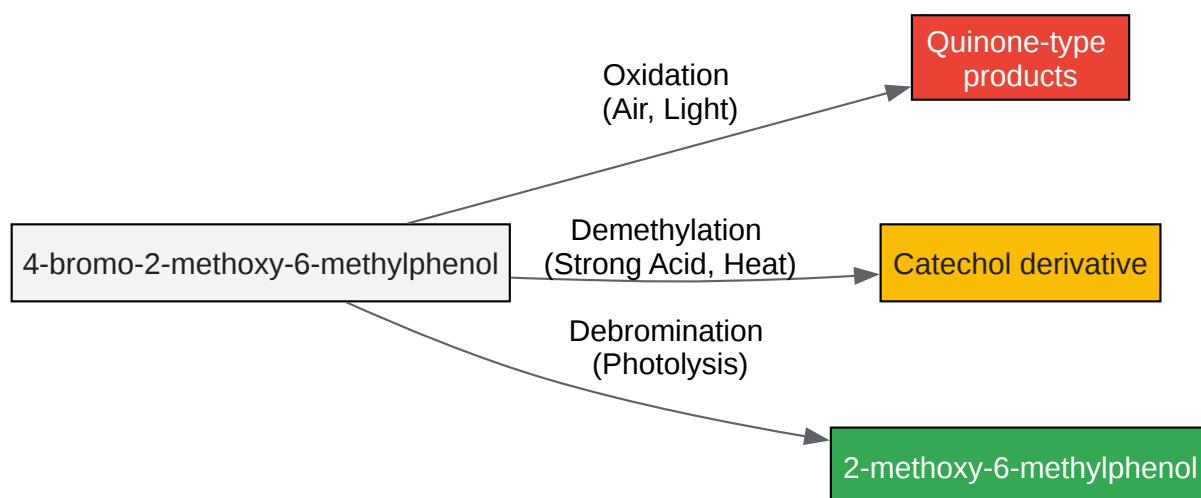 Quinone-type
products
Oxidation
(Air, Light)
4-bromo-2-methoxy-6-methylphenol
Demethylation
(Strong Acid, Heat)
Catechol derivative
Debromination
(Photolysis)
2-methoxy-6-methylphenol